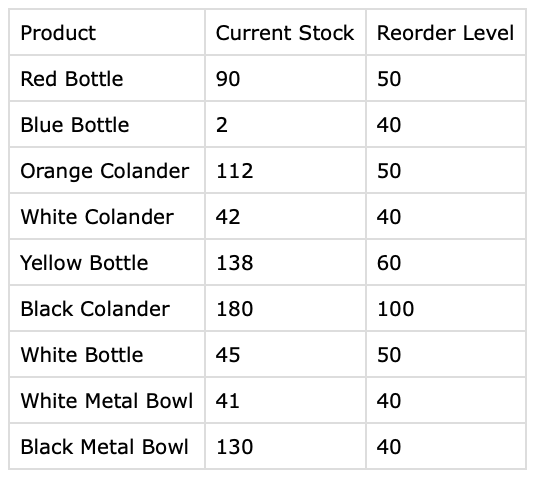 Product Current Stock Reorder Level
Red Bottle 90 50
Blue Bottle 2 40
Orange Colander 112 50
White Colander 42 40
Yellow Bottle 138 60
Black Colander 180 100
White Bottle 45 50
White Metal Bowl 41 40
Black Metal Bowl 130 40